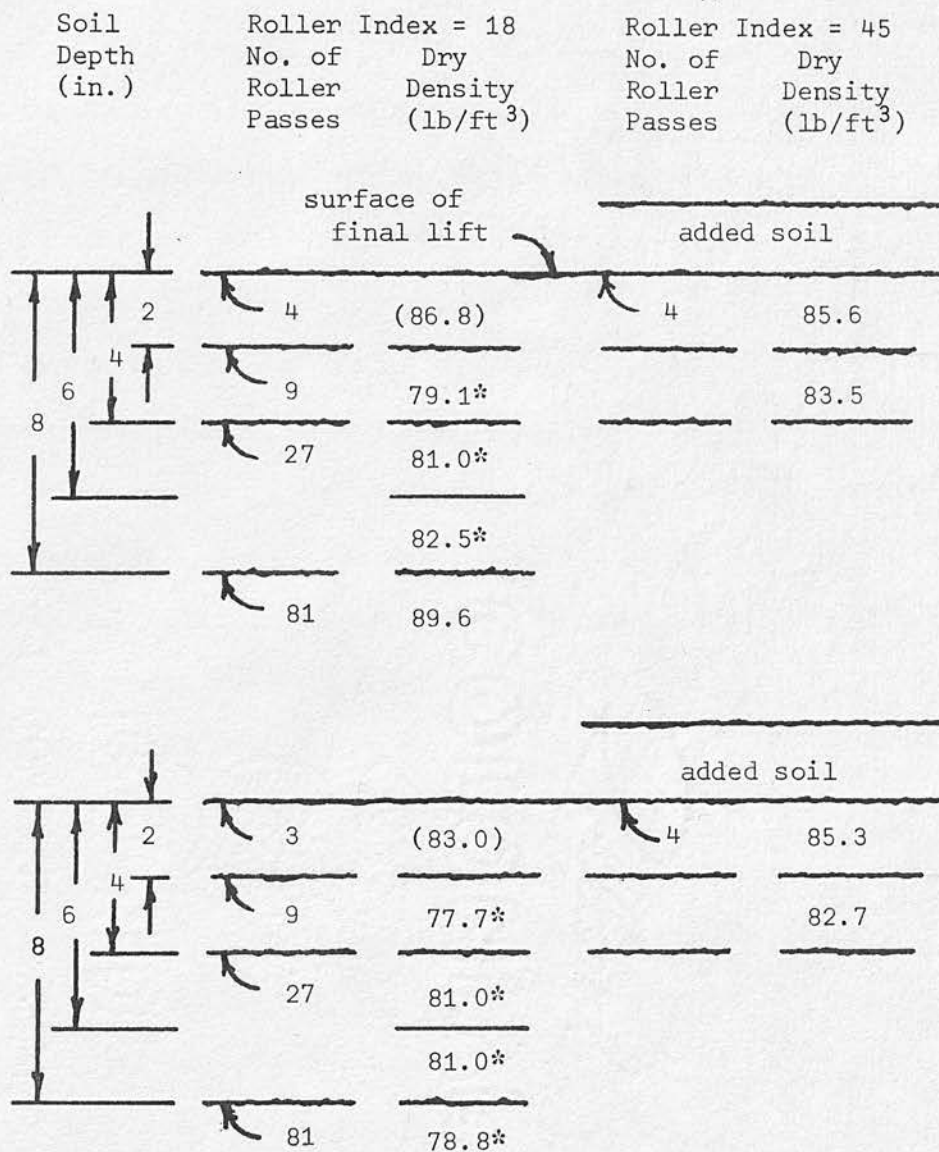 Soil Roller Index = 18 Roller Index = 45
Depth No. of Dry No. of Dry
(in.) Roller Density Roller Density
Passes (lb/ft³) Passes (lb/ft³)
surface of
final lift added soil
2 4 (86.8) 4 85.6
4
6 9 79.1* 83.5
8
27 81.0*
82.5*
81 89.6
added soil
2 3 (83.0) 4 85.3
4
6 9 77.7* 82.7
8
27 81.0*
81.0*
81 78.8*